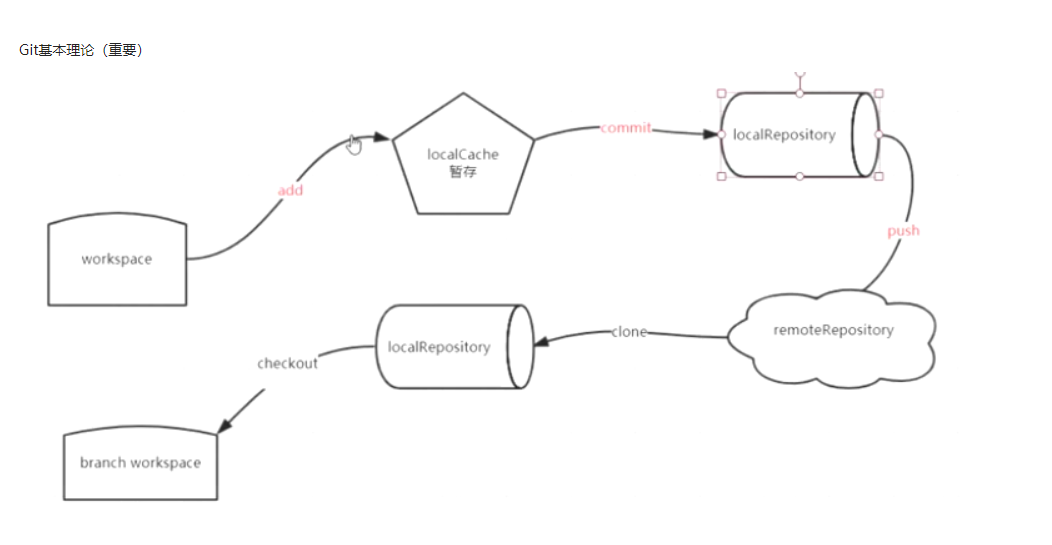 Git基本理论（重要）
localCache
暂存
commit
localRepository
add
workspace
push
remoteRepository
clone
localRepository
checkout
branch workspace